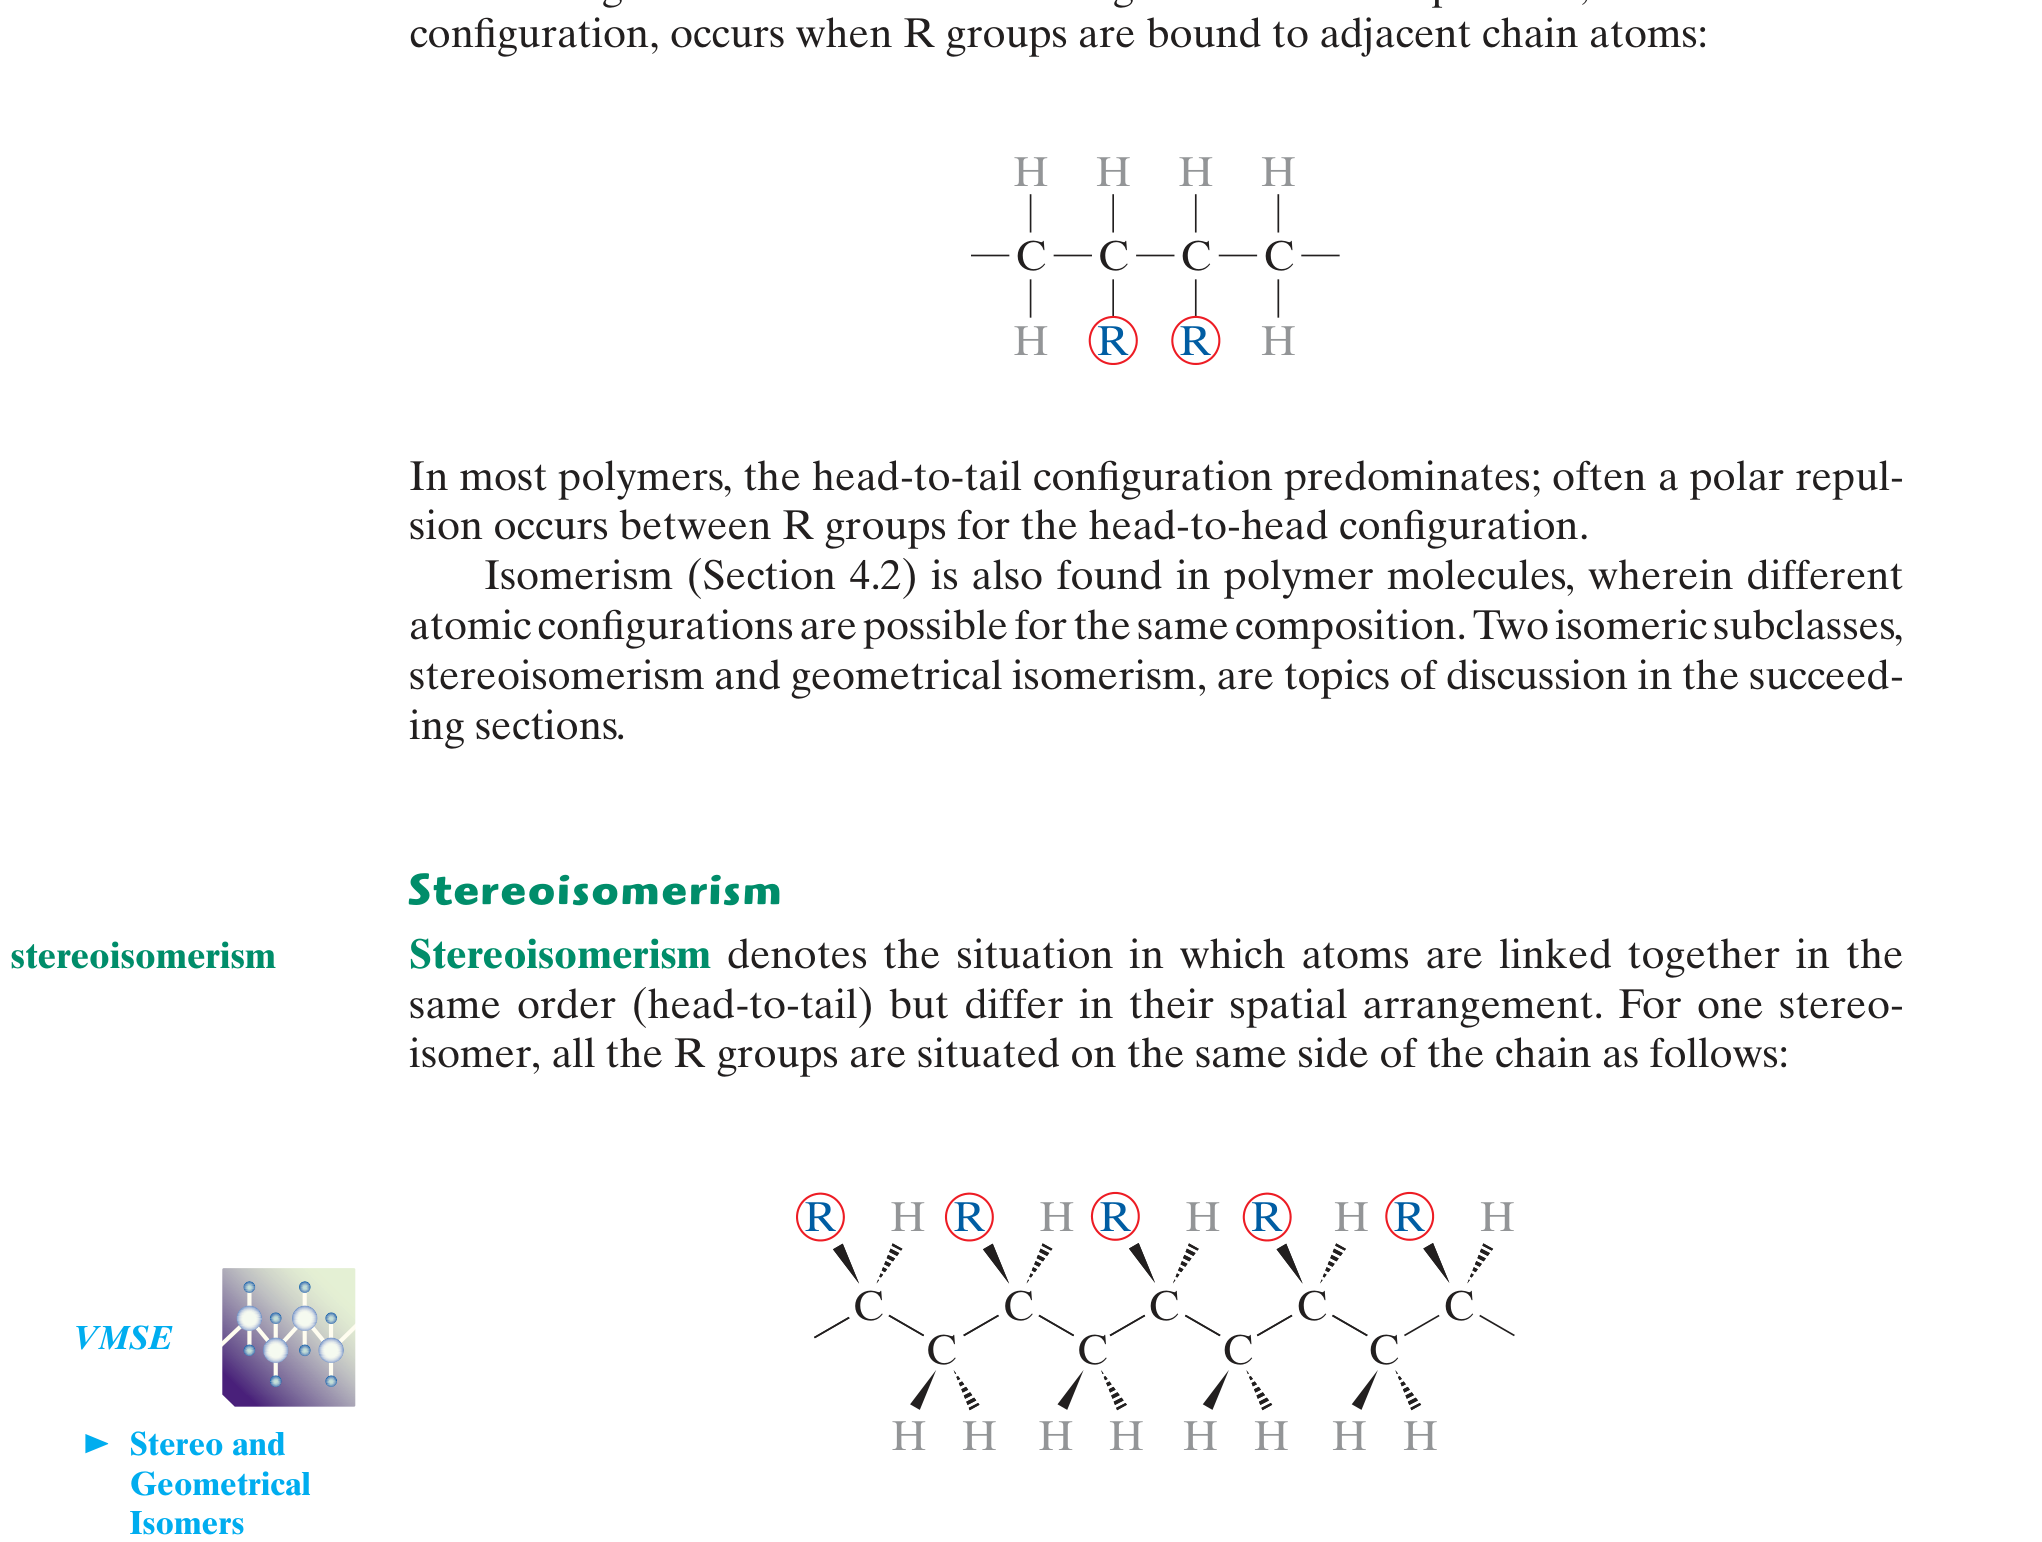 configuration, occurs when R groups are bound to adjacent chain atoms:
H H H H
C C C C
H R R H
In most polymers, the head-to-tail configuration predominates; often a polar repul-
sion occurs between R groups for the head-to-head configuration.
Isomerism (Section 4.2) is also found in polymer molecules, wherein different
atomic configurations are possible for the same composition. Two isomeric subclasses,
stereoisomerism and geometrical isomerism, are topics of discussion in the succeed-
ing sections.
Stereoisomerism
stereoisomerism
Stereoisomerism denotes the situation in which atoms are linked together in the
same order (head-to-tail) but differ in their spatial arrangement. For one stereo-
isomer, all the R groups are situated on the same side of the chain as follows:
R H R H R H R H R H
C C C C C
C C C C
H H H H H H H H
VMSE
Stereo and
Geometrical
Isomers